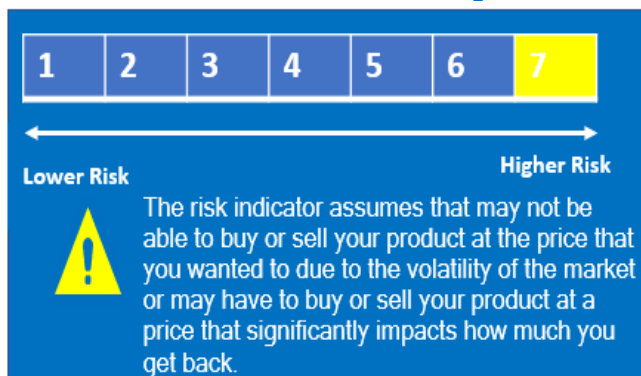 1 2 3 4 5 6 7
Lower Risk Higher Risk
!
The risk indicator assumes that may not be
able to buy or sell your product at the price that
you wanted to due to the volatility of the market
or may have to buy or sell your product at a
price that significantly impacts how much you
get back.